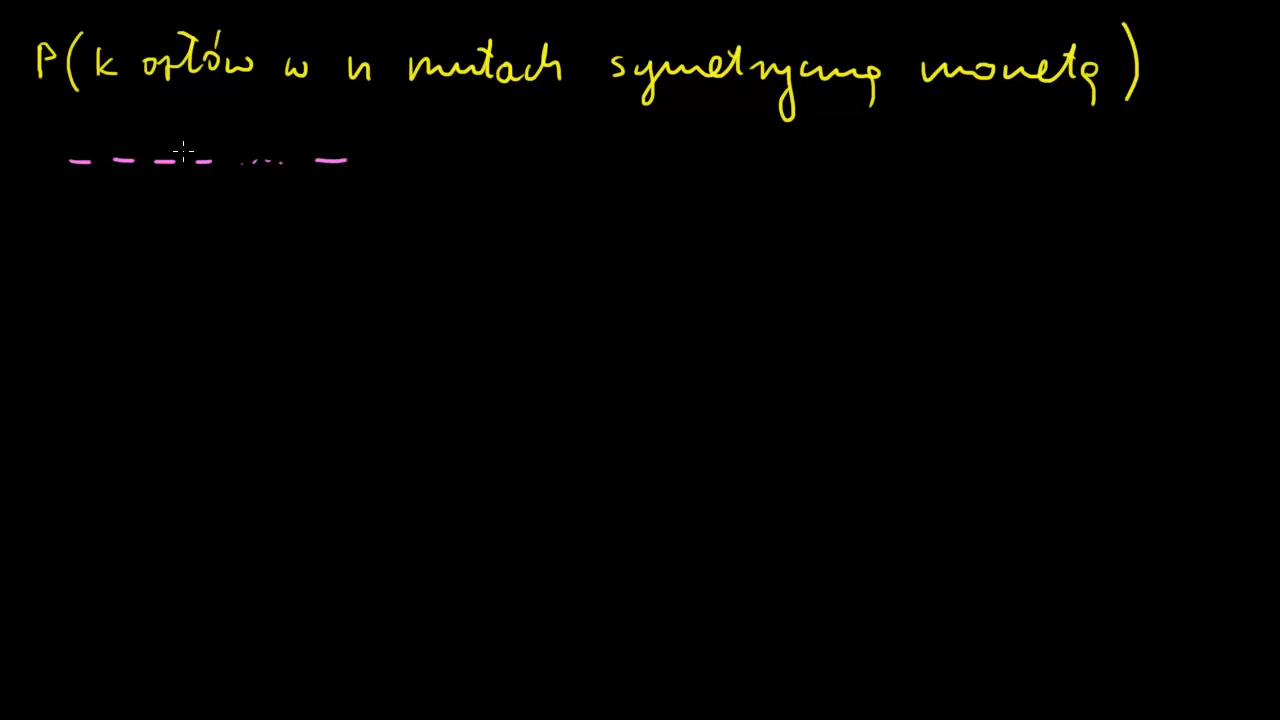 P(k orłów w n rzutach symetryczną monetą)
_ _ _ _ ... _